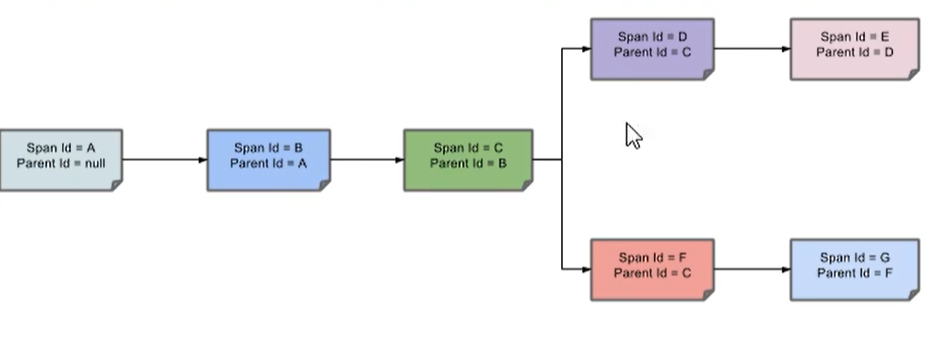 Span Id = A
Parent Id = null
Span Id = B
Parent Id = A
Span Id = C
Parent Id = B
Span Id = D
Parent Id = C
Span Id = E
Parent Id = D
Span Id = F
Parent Id = C
Span Id = G
Parent Id = F